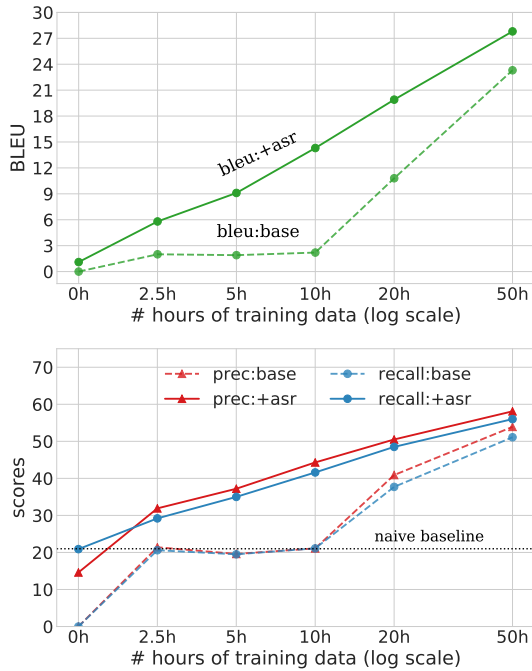 30
27
24
21
18
15
12
9
6
3
0
BLEU
bleu:+asr
bleu:base
0h 2.5h 5h 10h 20h 50h
# hours of training data (log scale)
70
60
50
40
30
20
10
0
scores
prec:base recall:base
prec:+asr recall:+asr
naive baseline
0h 2.5h 5h 10h 20h 50h
# hours of training data (log scale)